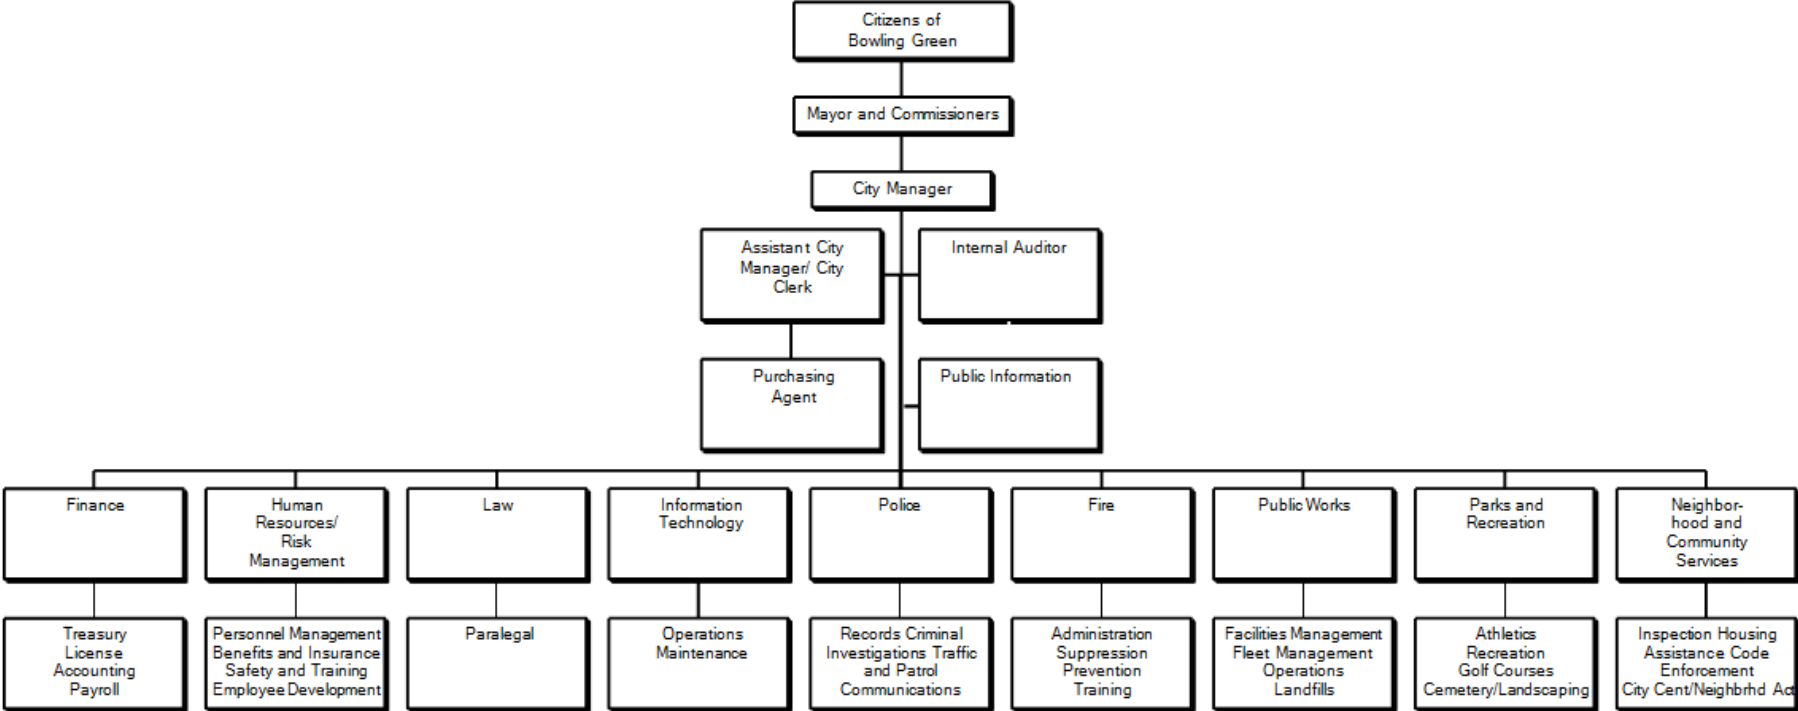 Citizens of
Bowling Green
Mayor and Commissioners
City Manager
Assistant City
Manager/ City
Clerk
Internal Auditor
Purchasing
Agent
Public Information
Finance
Human
Resources/
Risk
Management
Law
Information
Technology
Police
Fire
Public Works
Parks and
Recreation
Neighbor-
hood and
Community
Services
Treasury
License
Accounting
Payroll
Personnel Management
Benefits and Insurance
Safety and Training
Employee Development
Paralegal
Operations
Maintenance
Records Criminal
Investigations Traffic
and Patrol
Communications
Administration
Suppression
Prevention
Training
Facilities Management
Fleet Management
Operations
Landfills
Athletics
Recreation
Golf Courses
Cemetery/Landscaping
Inspection Housing
Assistance Code
Enforcement
City Cent/Neighbrhd Act